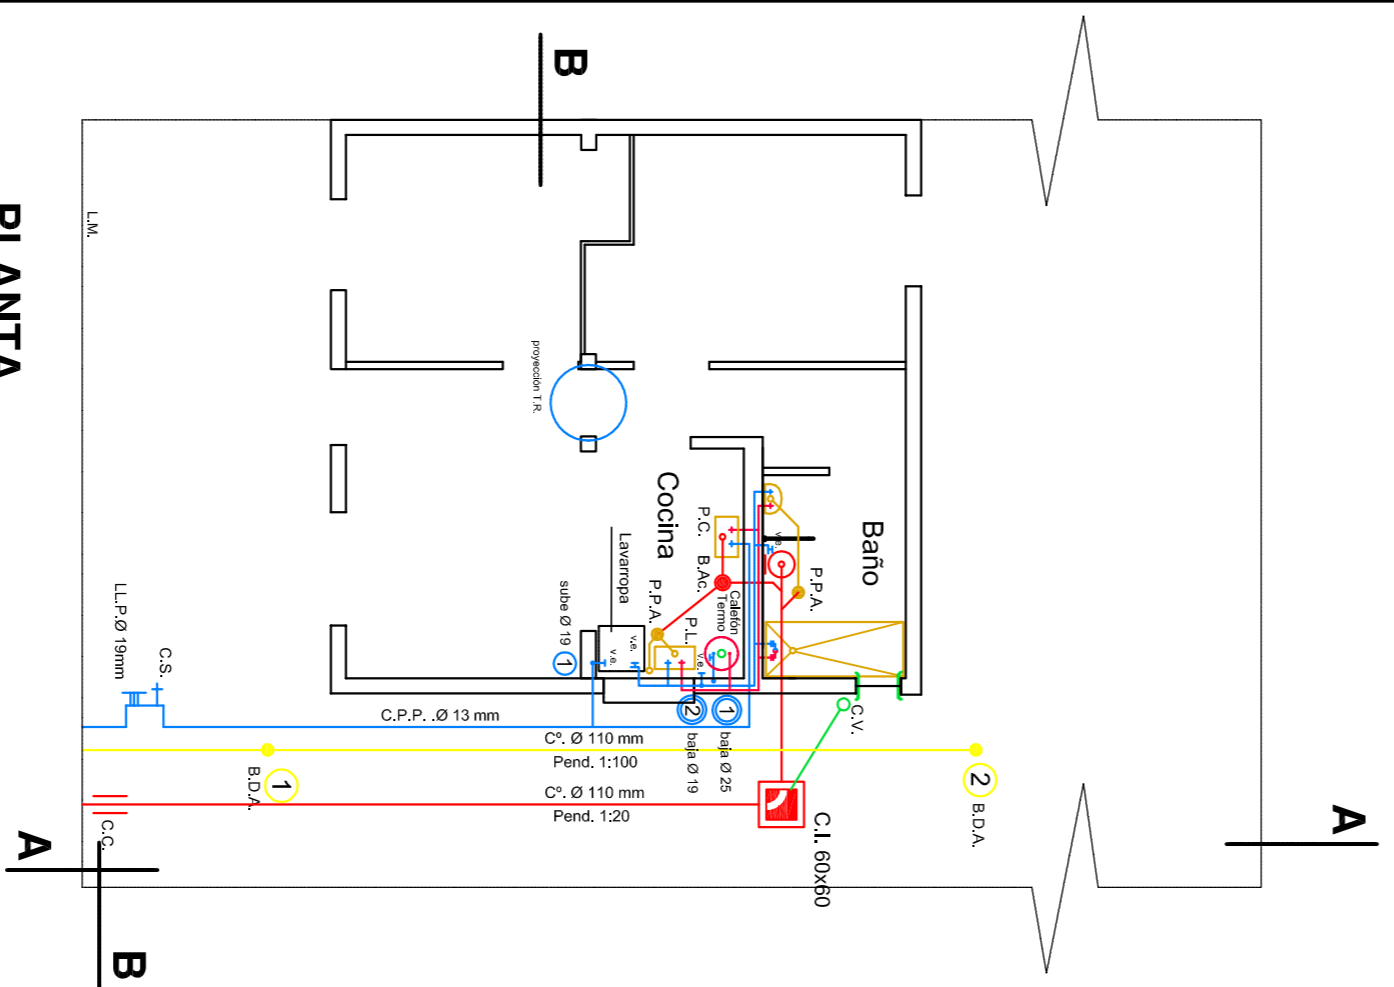 PLANTA
B
L.M.
proyección T.R.
Cocina
Baño
P.C.
B.Ac.
v.e.
P.P.A.
Calefón
Termo
Lavarropa
P.P.A.
P.L.
v.e.
v.e.
v.e.
sube Ø 19
1
LL.P.Ø 19mm
C.S.
C.P.P. .Ø 13 mm
2
1
baja Ø 19
baja Ø 25
C.V.
Cº. Ø 110 mm
Pend. 1:100
B.D.A.
1
2
B.D.A.
Cº. Ø 110 mm
Pend. 1:20
C.C.
C.I. 60x60
A
A
B